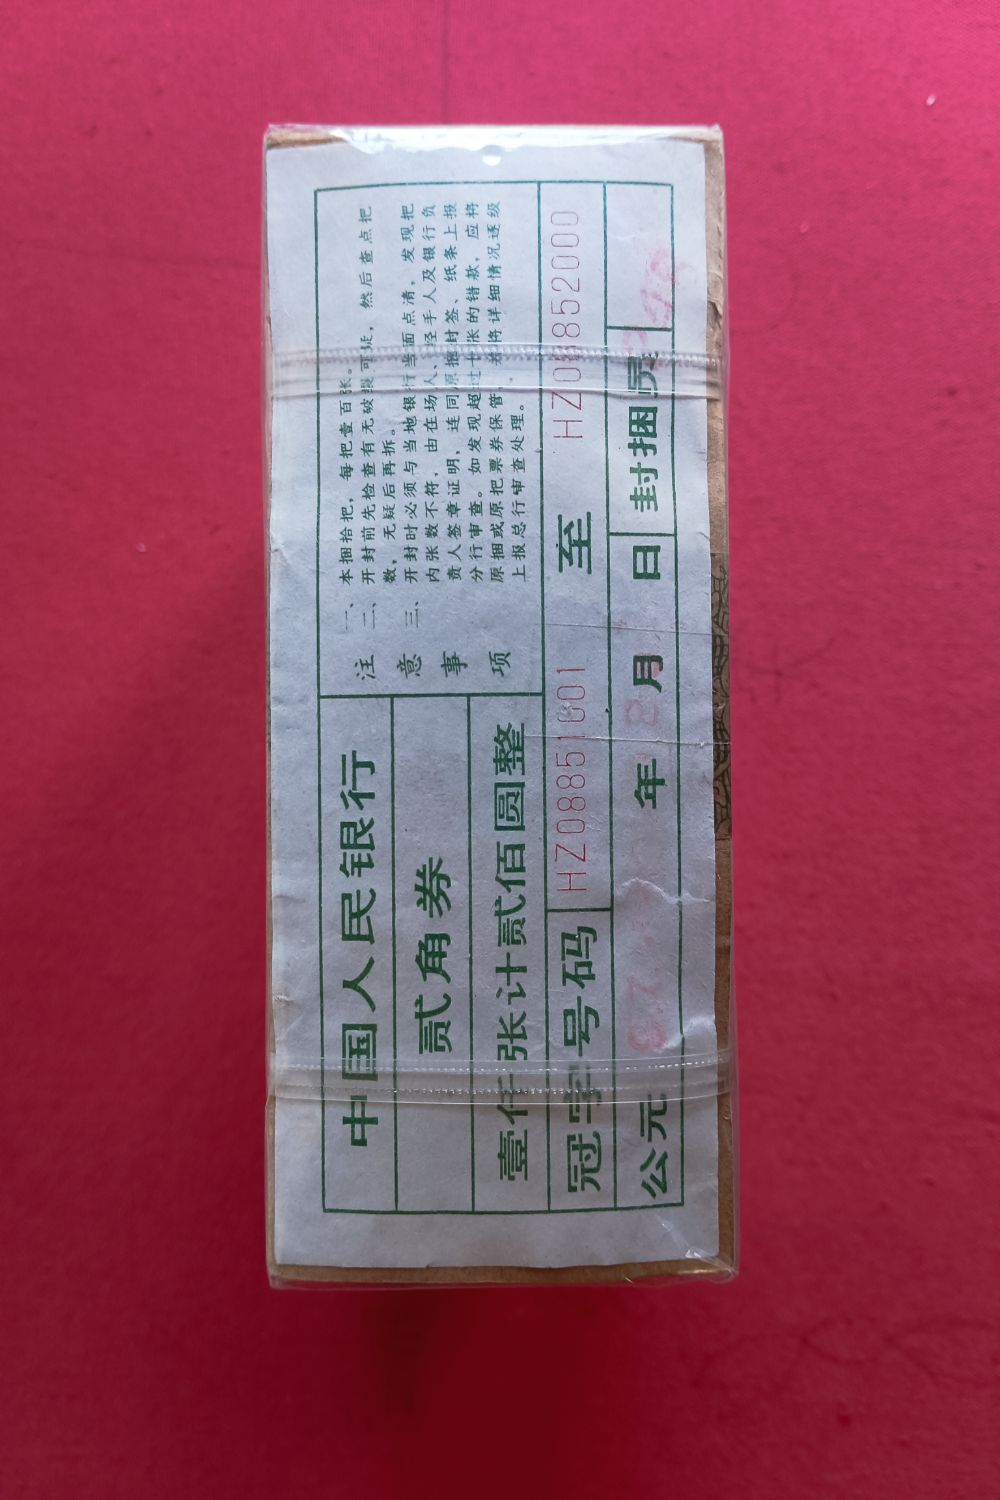 中国人民银行
贰角券
壹仟张计贰佰圆整
注意事项
一、本捆拾把，每把壹百张。
二、开封前先检查有无破损可疑，然后查点把
数，无疑后再拆。
三、开封时必须与当地银行当面点清，发现把
内张数不符，由在场人、经手人及银行负
责人签章证明，连同原捆封签、纸条上报
分行审查。如发现超过十张的错款，应将
原捆或原把票券保管，并将详细情况逐级
上报总行审查处理。
冠字号码 HZ08851001 至 HZ08852000
公元 年 月 日 封捆员